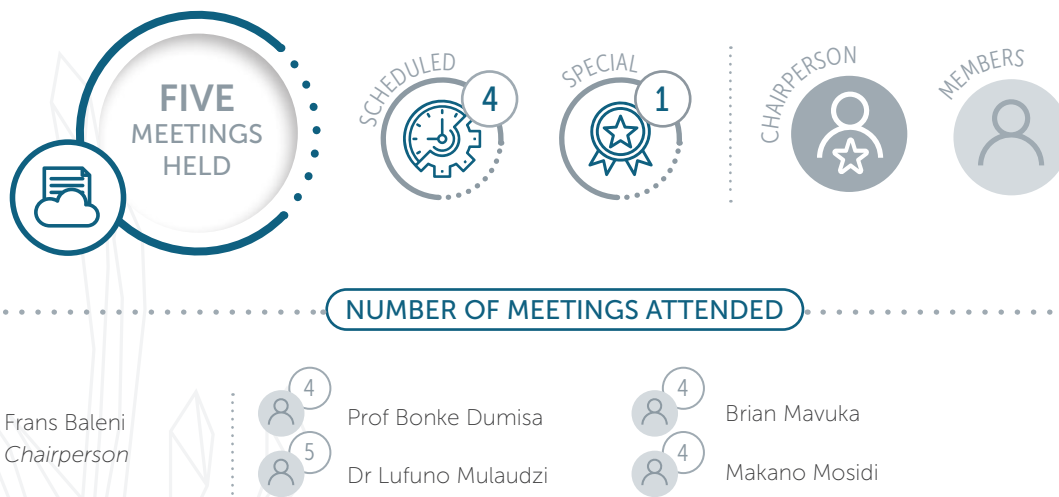 FIVE
MEETINGS
HELD
SCHEDULED
4
SPECIAL
1
CHAIRPERSON
MEMBERS
NUMBER OF MEETINGS ATTENDED
Frans Baleni
Chairperson
4
Prof Bonke Dumisa
5
Dr Lufuno Mulaudzi
4
Brian Mavuka
4
Makano Mosidi